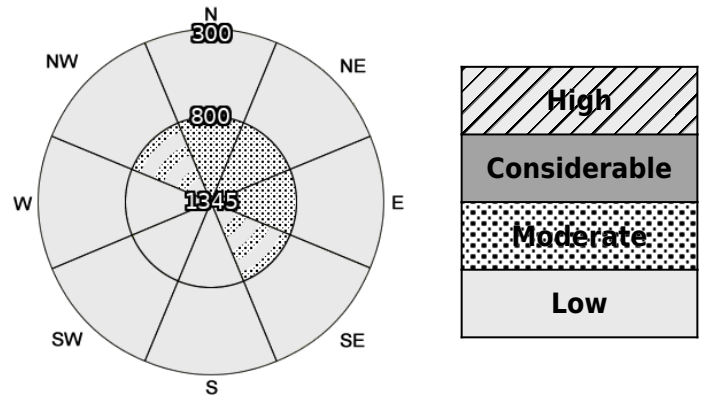 N
300
NW
NE
800
W
1345
E
SW
SE
S
High
Considerable
Moderate
Low